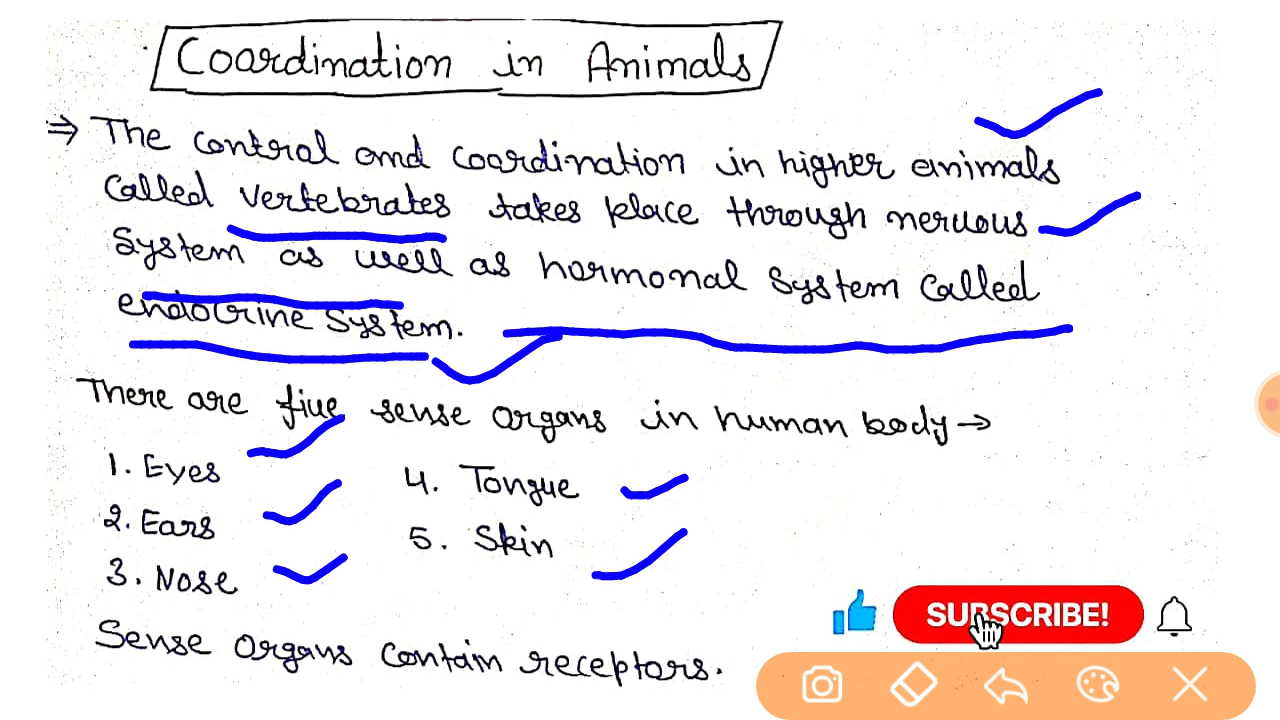 Coordination in Animals
⇒ The control and coordination in higher animals
called vertebrates takes place through nervous
System as well as hormonal System called
endocrine System.
There are five sense organs in human body →
1. Eyes
2. Ears
3. Nose
4. Tongue
5. Skin
Sense organs contain receptors.
SUBSCRIBE!